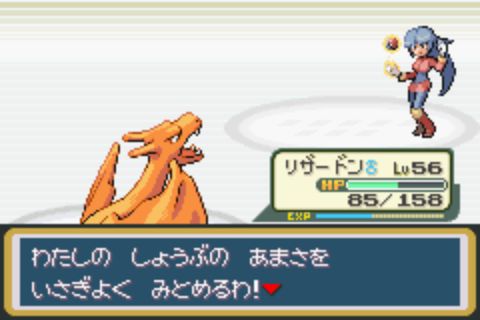 リザードン♂ Lv56
HP
85/158
EXP
わたしの しょうぶの あまさを
いさぎよく みとめるわ!